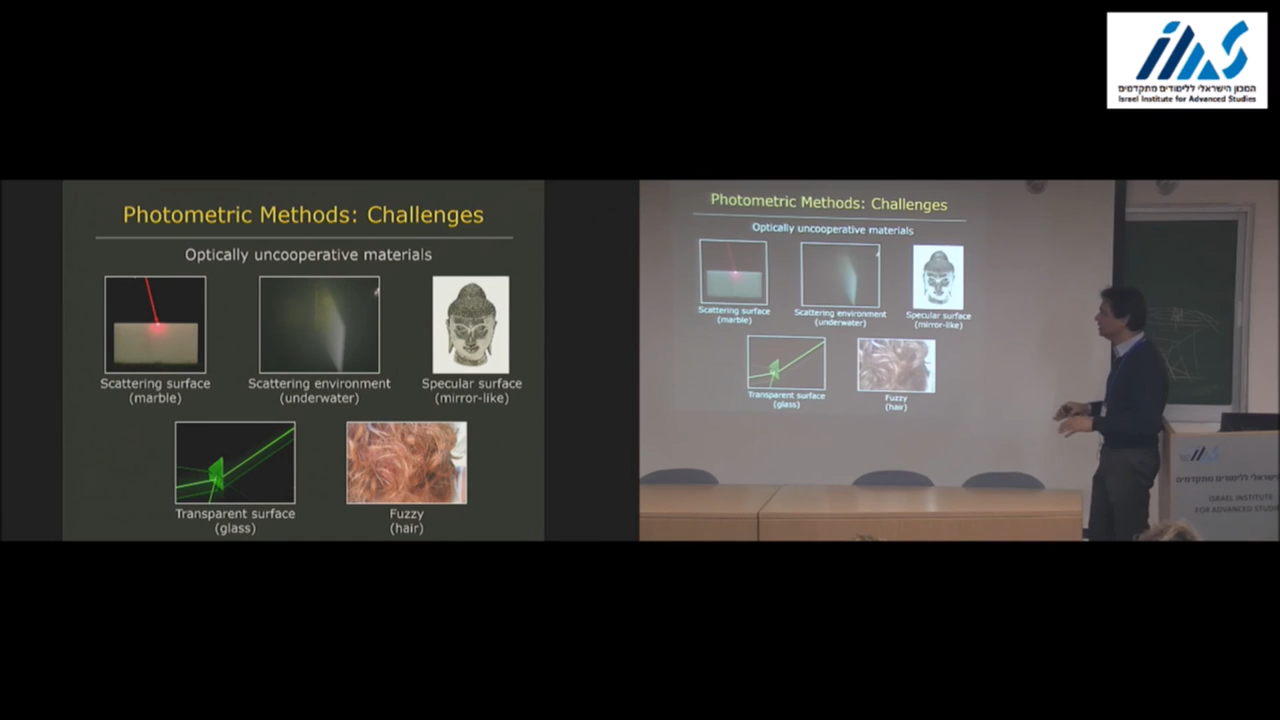 המכון הישראלי ללימודים מתקדמים
Israel Institute for Advanced Studies
Photometric Methods: Challenges
Optically uncooperative materials
Scattering surface
(marble)
Scattering environment
(underwater)
Specular surface
(mirror-like)
Transparent surface
(glass)
Fuzzy
(hair)
Photometric Methods: Challenges
Optically uncooperative materials
Scattering surface
(marble)
Scattering environment
(underwater)
Specular surface
(mirror-like)
Transparent surface
(glass)
Fuzzy
(hair)
ללימודים מתקדמים
ISRAEL INSTITUTE
FOR ADVANCED